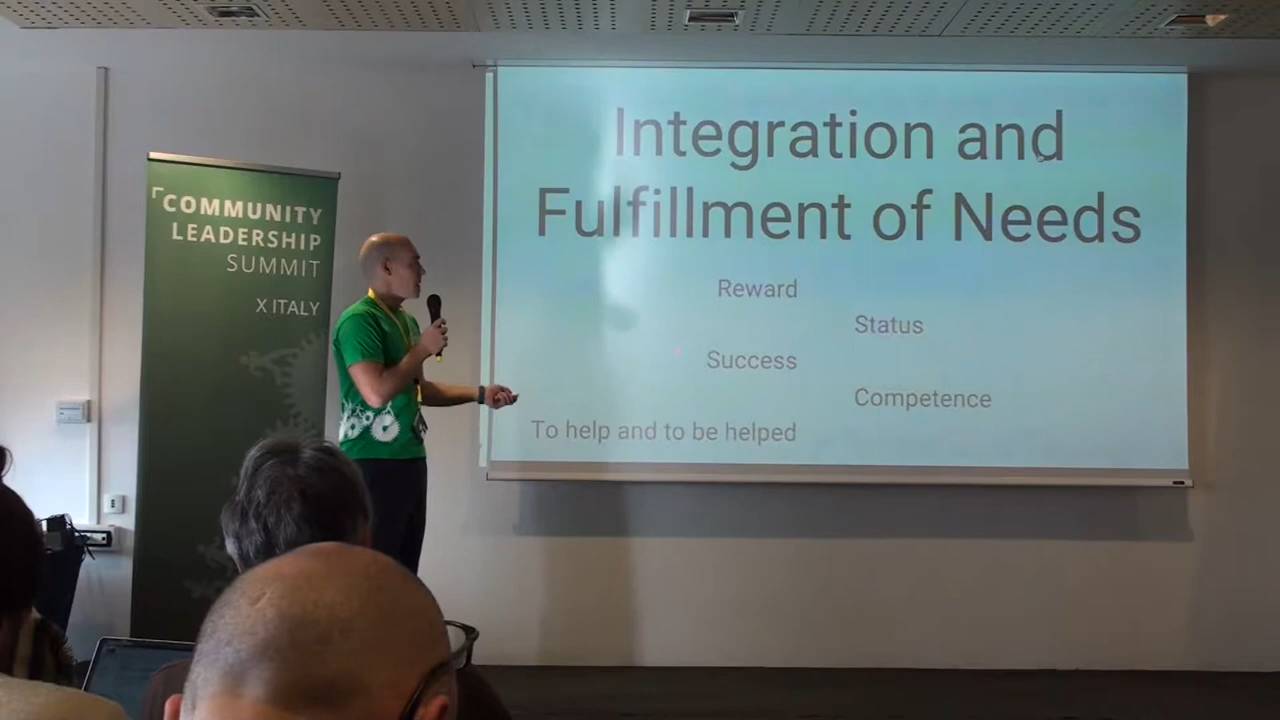 「COMMUNITY
LEADERSHIP
SUMMIT
X ITALY
Integration and
Fulfillment of Needs
Reward
Status
Success
Competence
To help and to be helped